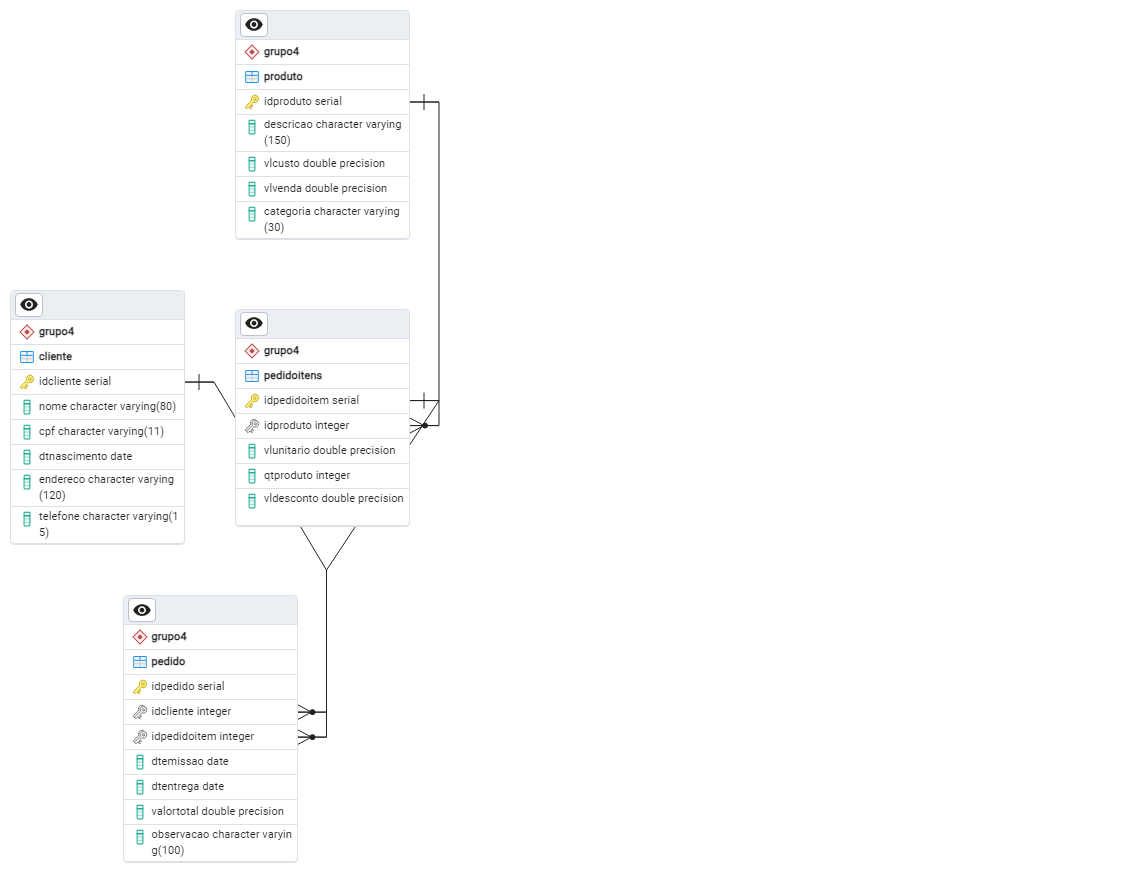 grupo4
produto
idproduto serial
descricao character varying
(150)
vlcusto double precision
vlvenda double precision
categoria character varying
(30)
grupo4
cliente
idcliente serial
nome character varying(80)
cpf character varying(11)
dtnascimento date
endereco character varying
(120)
telefone character varying(1
5)
grupo4
pedidoitens
idpedidoitem serial
idproduto integer
vlunitario double precision
qtproduto integer
vldesconto double precision
grupo4
pedido
idpedido serial
idcliente integer
idpedidoitem integer
dtemissao date
dtentrega date
valortotal double precision
observacao character varyin
g(100)